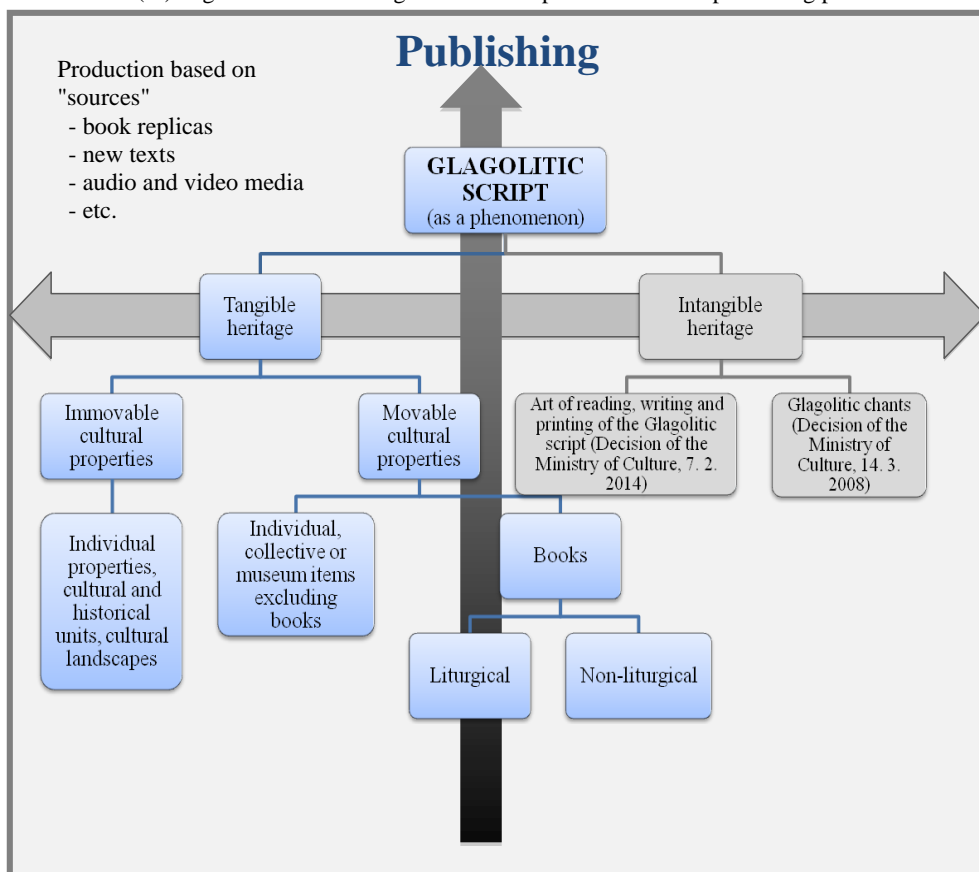 Publishing
Production based on
"sources"
- book replicas
- new texts
- audio and video media
- etc.
GLAGOLITIC
SCRIPT
(as a phenomenon)
Tangible
heritage
Intangible
heritage
Immovable
cultural
properties
Movable
cultural
properties
Art of reading, writing and
printing of the Glagolitic
script (Decision of the
Ministry of Culture, 7. 2.
2014)
Glagolitic chants
(Decision of the
Ministry of
Culture, 14. 3.
2008)
Individual
properties,
cultural and
historical
units, cultural
landscapes
Individual,
collective or
museum items
excluding
books
Books
Liturgical
Non-liturgical